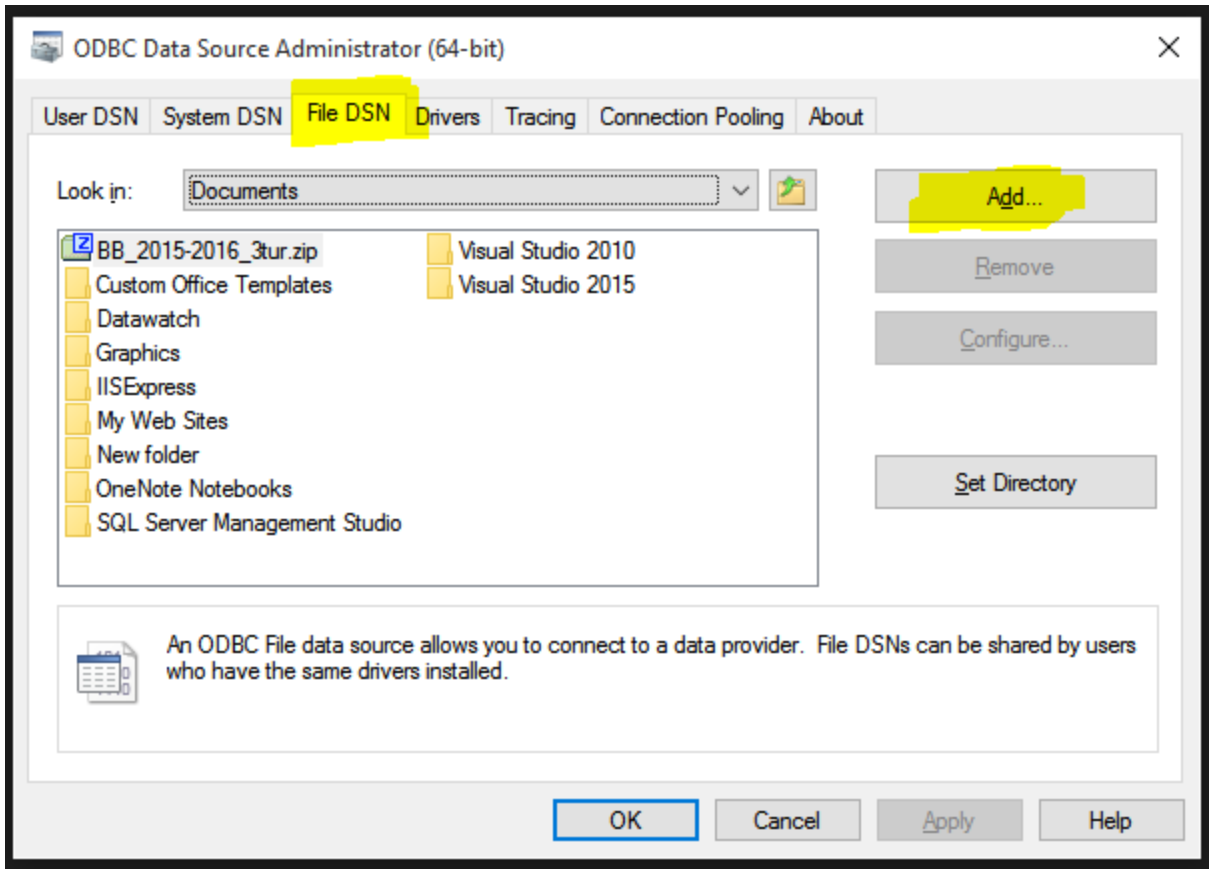 ODBC Data Source Administrator (64-bit)
User DSN System DSN File DSN Drivers Tracing Connection Pooling About
Look in: Documents
Add...
BB_2015-2016_3tur.zip
Custom Office Templates
Datawatch
Graphics
IISExpress
My Web Sites
New folder
OneNote Notebooks
SQL Server Management Studio
Visual Studio 2010
Visual Studio 2015
Remove
Configure...
Set Directory
An ODBC File data source allows you to connect to a data provider. File DSNs can be shared by users
who have the same drivers installed.
OK Cancel Apply Help